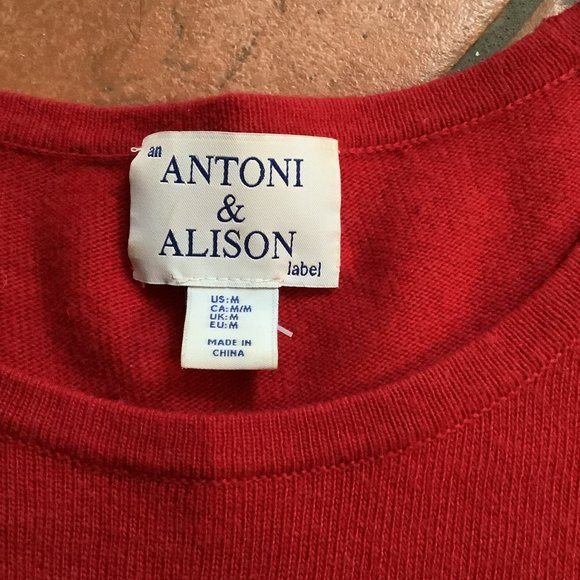 an
ANTONI
&
ALISON
label
US:M
CA:M/M
UK:M
EU:M
MADE IN
CHINA